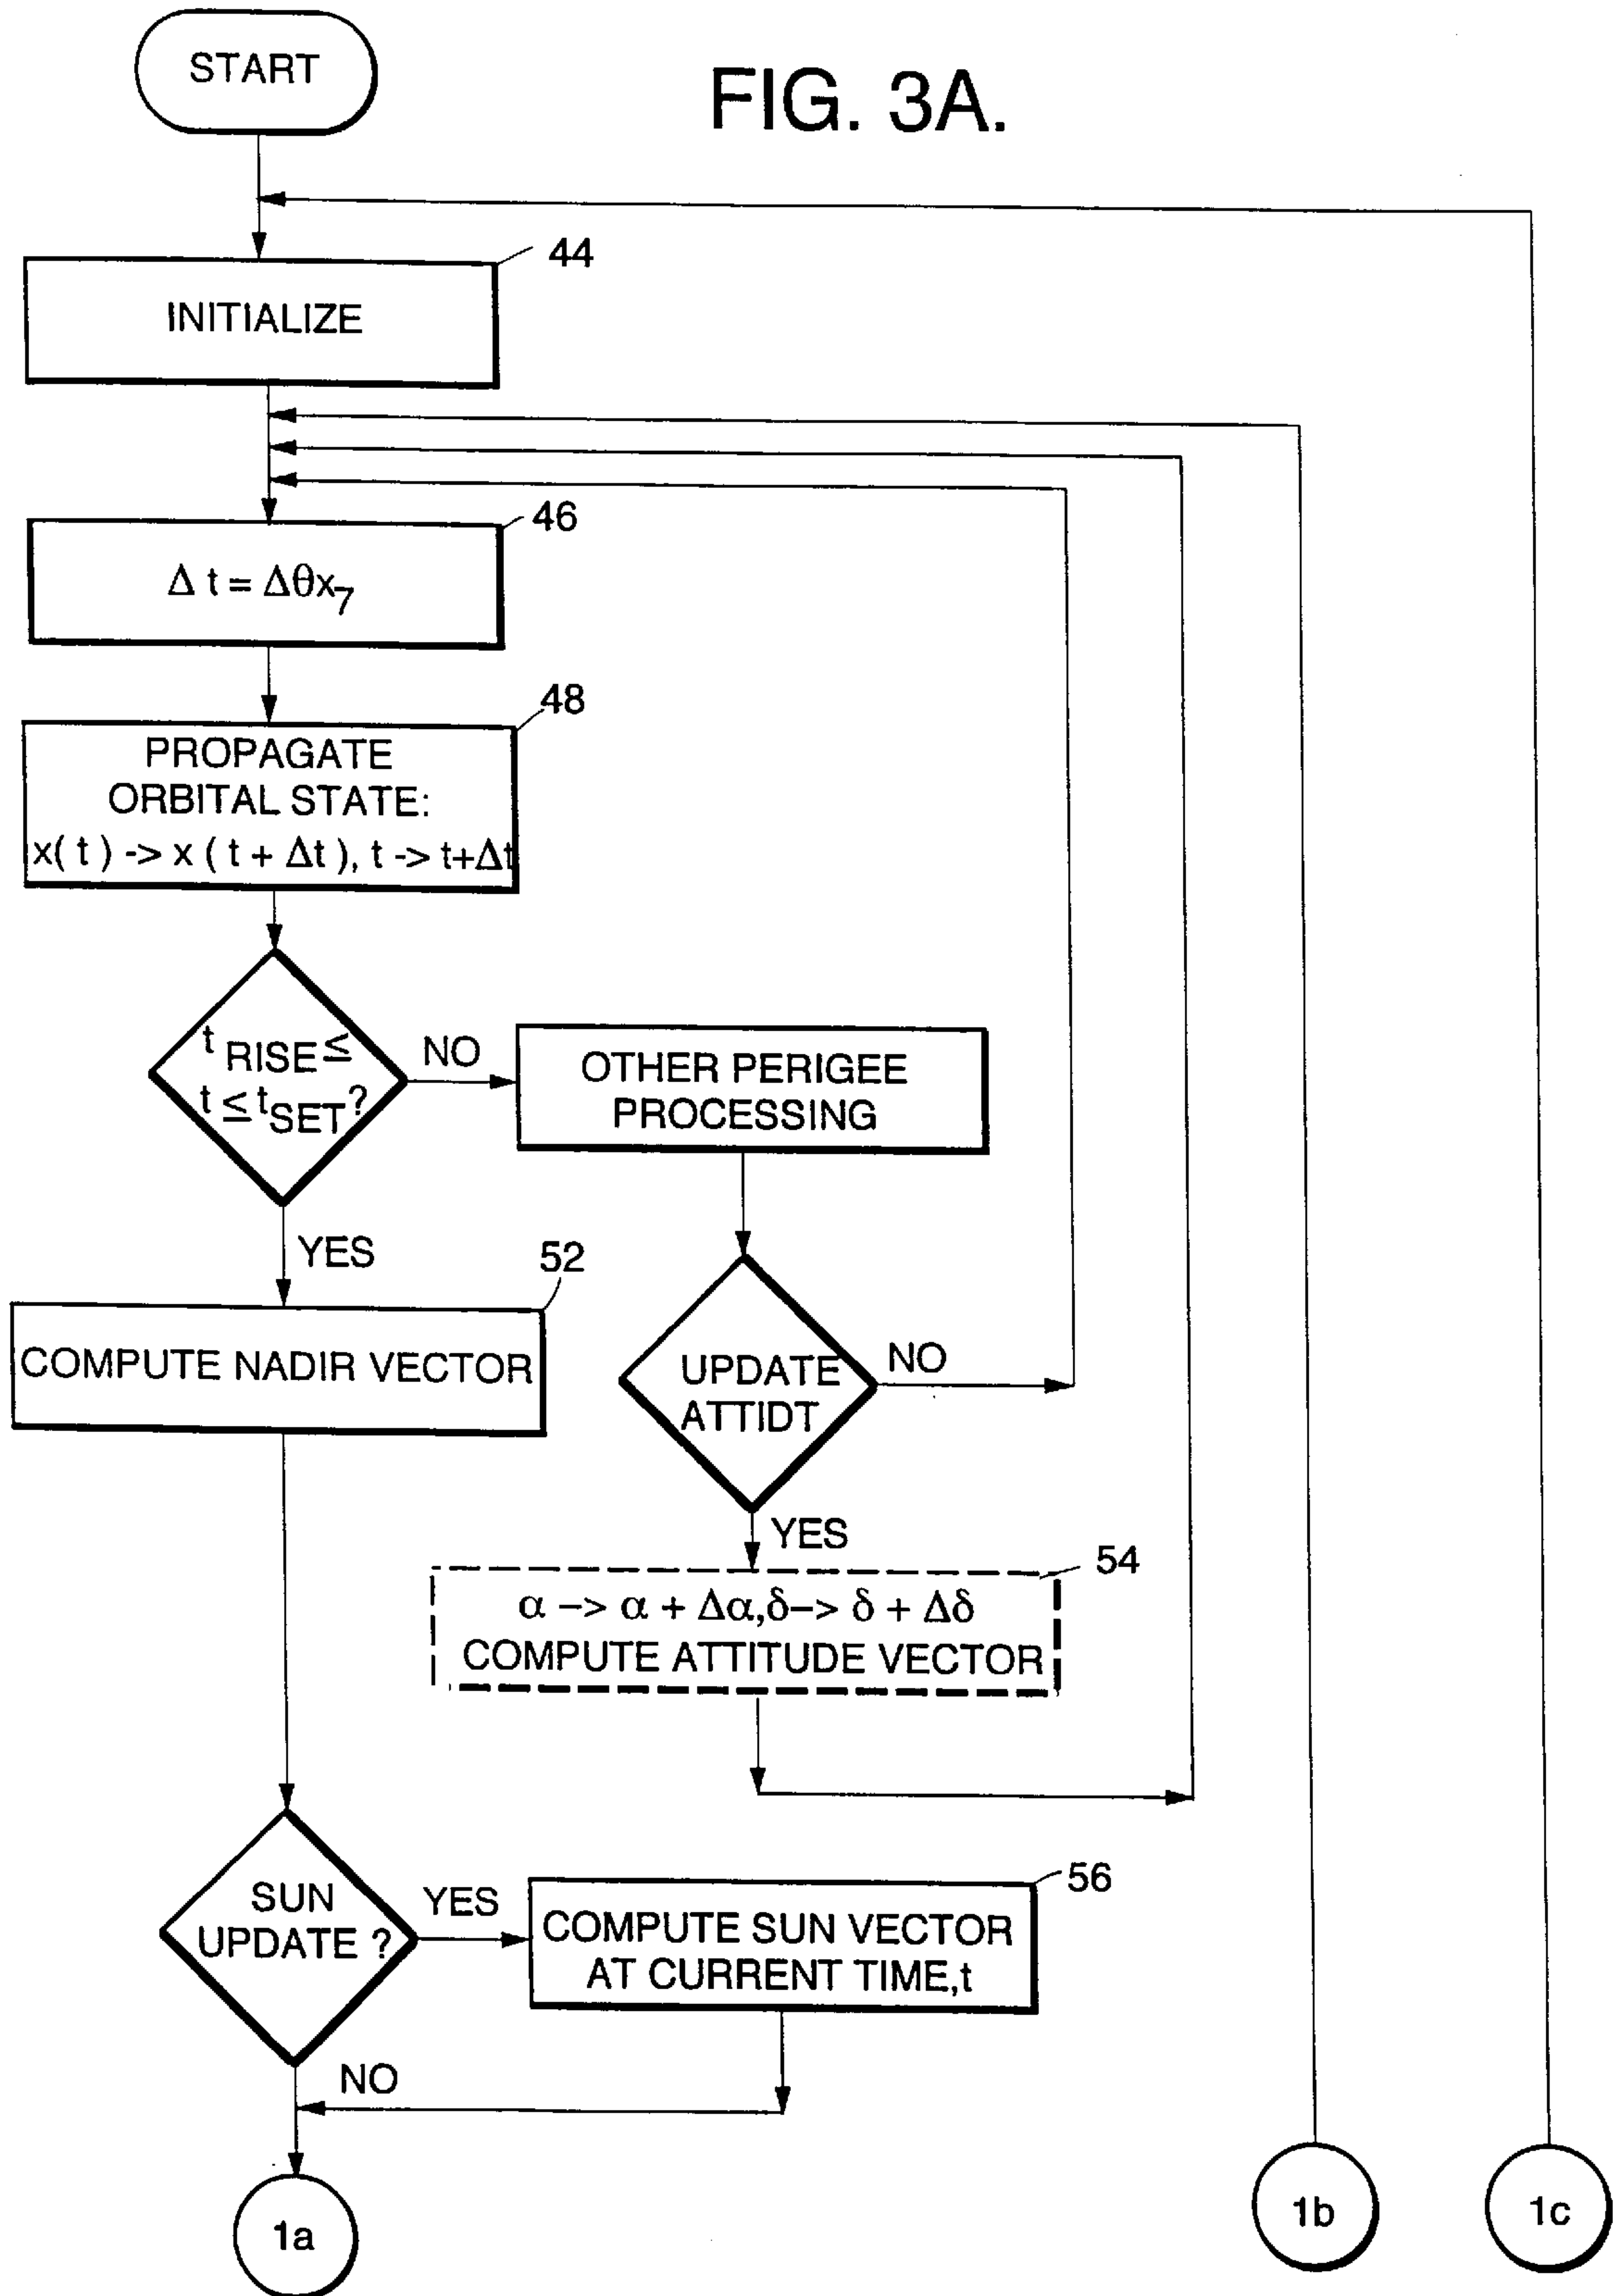 START
FIG. 3A.
44
INITIALIZE
46
Δ t = Δθx₇
48
PROPAGATE
ORBITAL STATE:
x( t ) -> x ( t + Δt ), t -> t+Δt
t RISE ≤
t ≤ tSET?
NO
OTHER PERIGEE
PROCESSING
YES
52
COMPUTE NADIR VECTOR
UPDATE
ATTIDT
NO
YES
54
α –> α + Δα,δ–> δ + Δδ
COMPUTE ATTITUDE VECTOR
SUN
UPDATE ?
YES
56
COMPUTE SUN VECTOR
AT CURRENT TIME,t
NO
1a
1b
1c